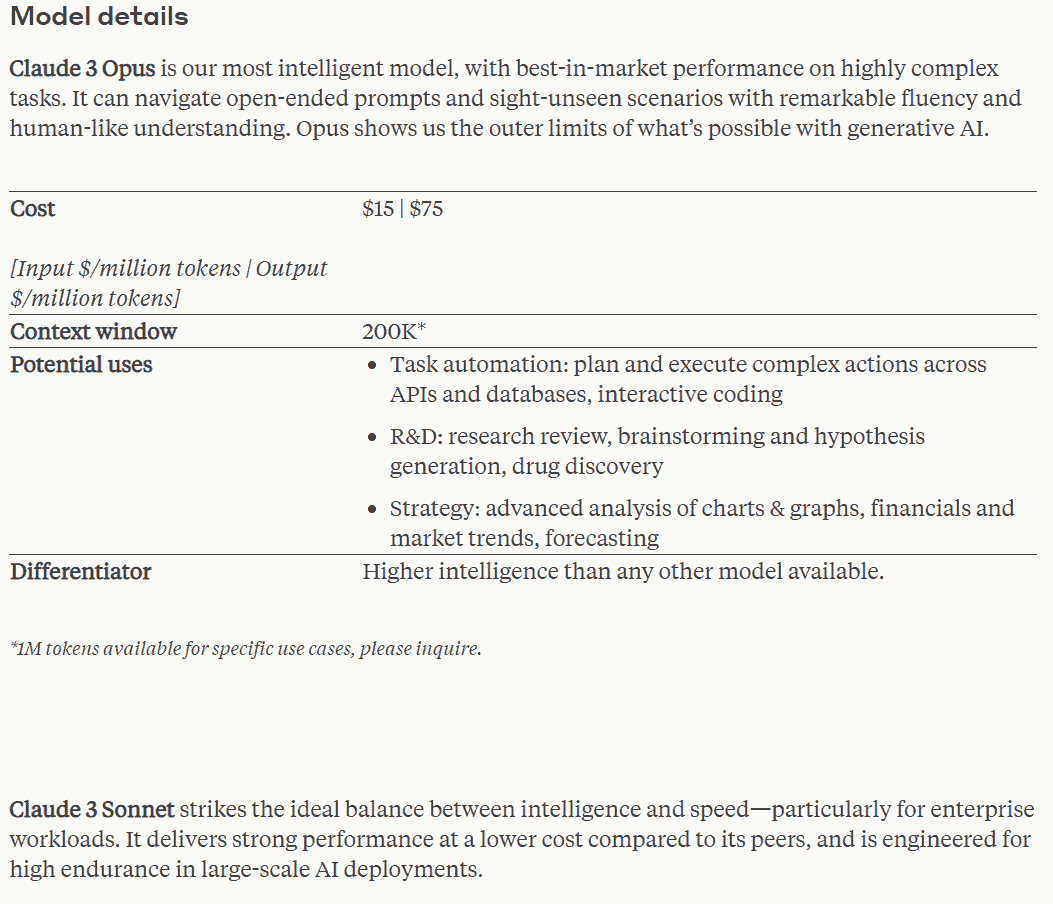 Model details
Claude 3 Opus is our most intelligent model, with best-in-market performance on highly complex
tasks. It can navigate open-ended prompts and sight-unseen scenarios with remarkable fluency and
human-like understanding. Opus shows us the outer limits of what’s possible with generative AI.
Cost
$15 | $75
[Input $/million tokens | Output
$/million tokens]
Context window
200K*
Potential uses
• Task automation: plan and execute complex actions across
APIs and databases, interactive coding
• R&D: research review, brainstorming and hypothesis
generation, drug discovery
• Strategy: advanced analysis of charts & graphs, financials and
market trends, forecasting
Differentiator
Higher intelligence than any other model available.
*1M tokens available for specific use cases, please inquire.
Claude 3 Sonnet strikes the ideal balance between intelligence and speed—particularly for enterprise
workloads. It delivers strong performance at a lower cost compared to its peers, and is engineered for
high endurance in large-scale AI deployments.